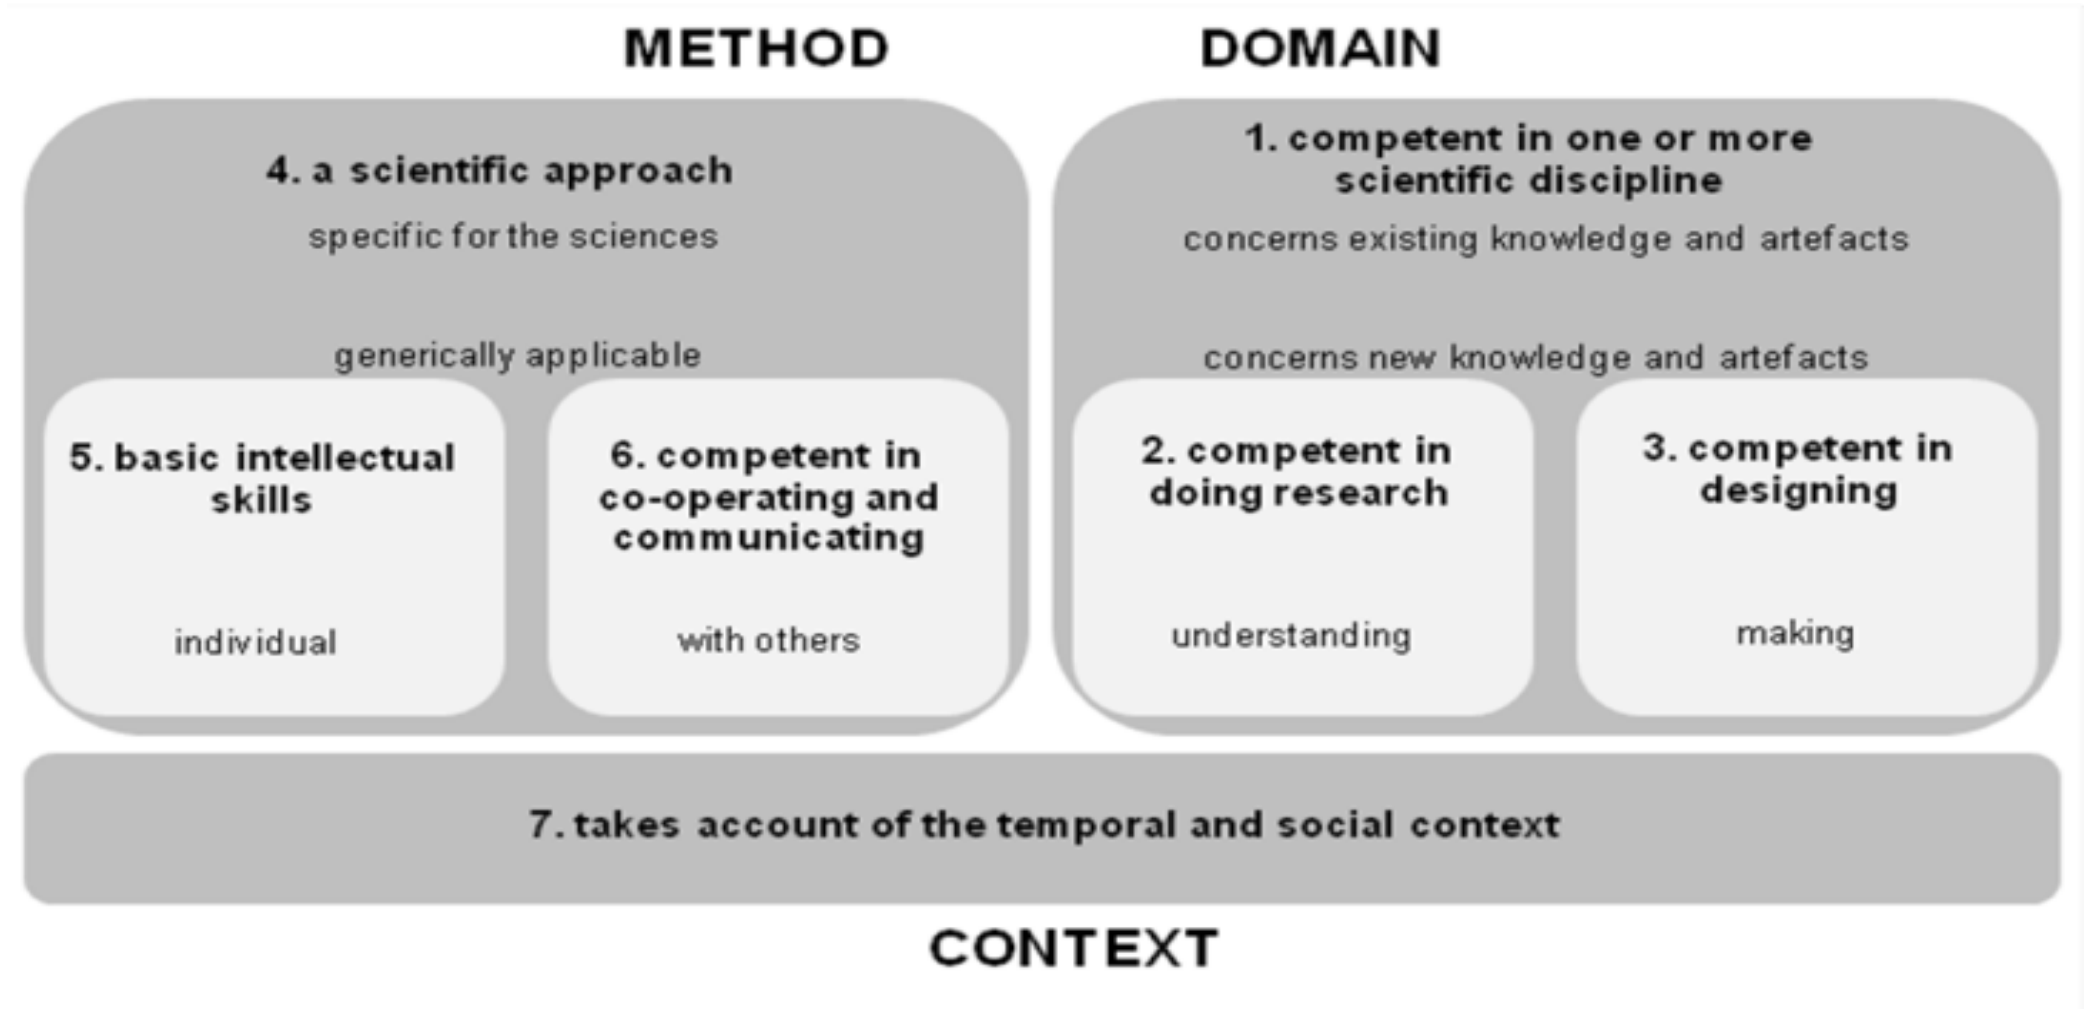 METHOD
DOMAIN
4. a scientific approach
specific for the sciences
generically applicable
5. basic intellectual
skills
individual
6. competent in
co-operating and
communicating
with others
1. competent in one or more
scientific discipline
concerns existing knowledge and artefacts
concerns new knowledge and artefacts
2. competent in
doing research
understanding
3. competent in
designing
making
7. takes account of the temporal and social context
CONTEXT